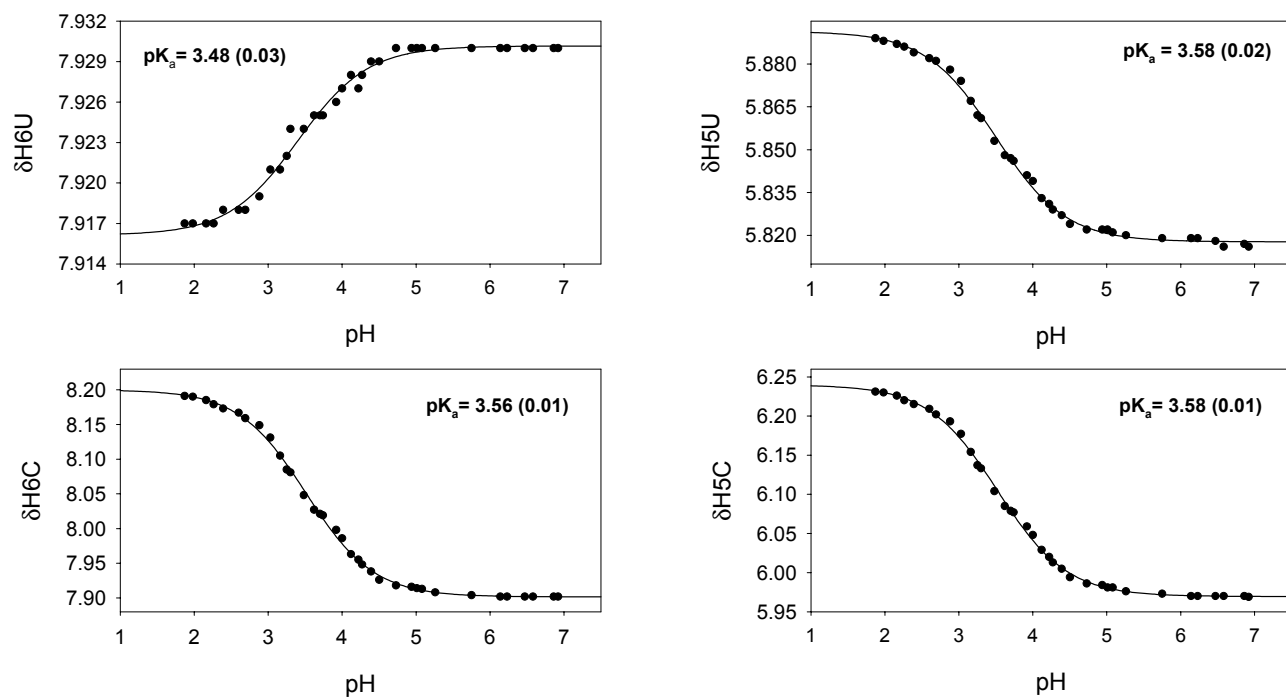 7.932
7.929
7.926
7.923
7.920
7.917
7.914
δH6U
pKa= 3.48 (0.03)
1 2 3 4 5 6 7
pH
5.880
5.865
5.850
5.835
5.820
δH5U
pKa= 3.58 (0.02)
1 2 3 4 5 6 7
pH
8.20
8.15
8.10
8.05
8.00
7.95
7.90
δH6C
pKa= 3.56 (0.01)
1 2 3 4 5 6 7
pH
6.25
6.20
6.15
6.10
6.05
6.00
5.95
δH5C
pKa= 3.58 (0.01)
1 2 3 4 5 6 7
pH